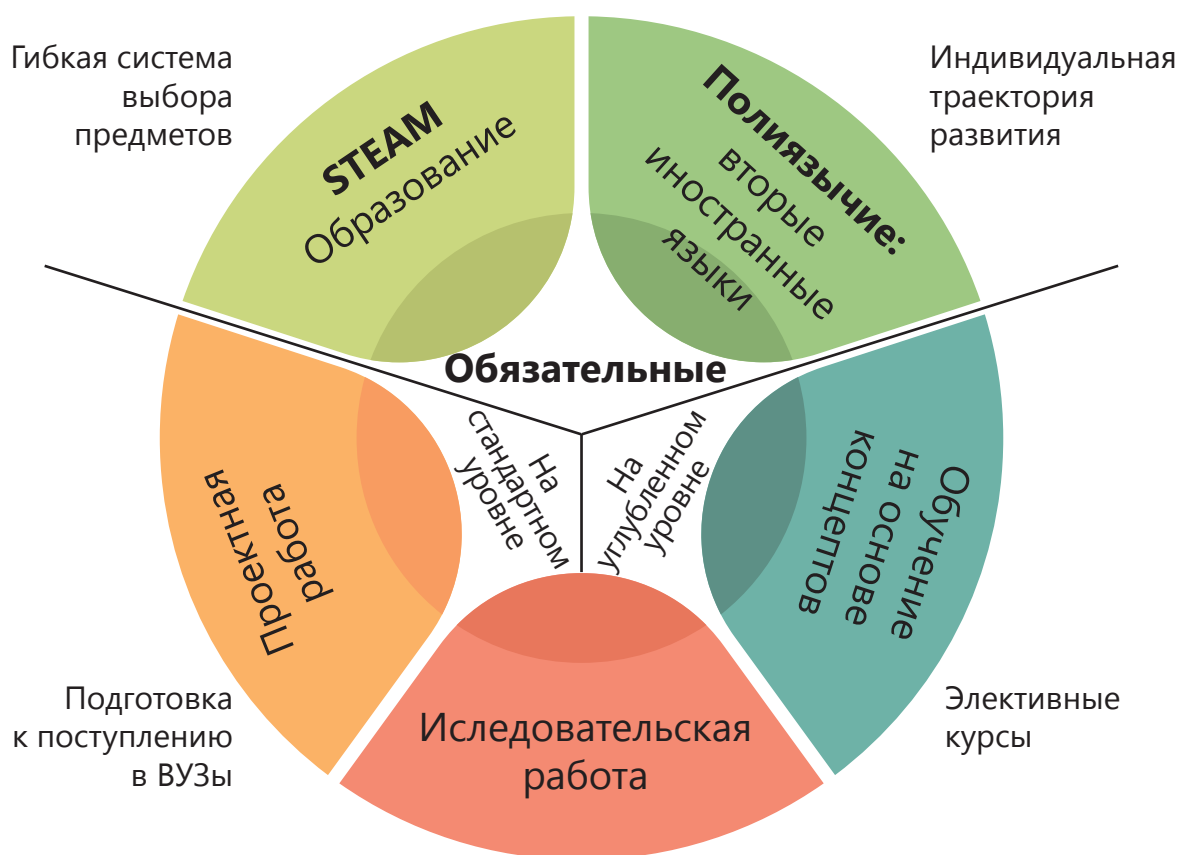 Гибкая система
выбора
предметов
STEAM
Образование
Полиязычие:
вторые
иностранные
языки
Индивидуальная
траектория
развития
Обязательные
На
стандартном
уровне
На
углубленном
уровне
Проектная
работа
Обучение
на основе
концептов
Подготовка
к поступлению
в ВУЗы
Иследовательская
работа
Элективные
курсы